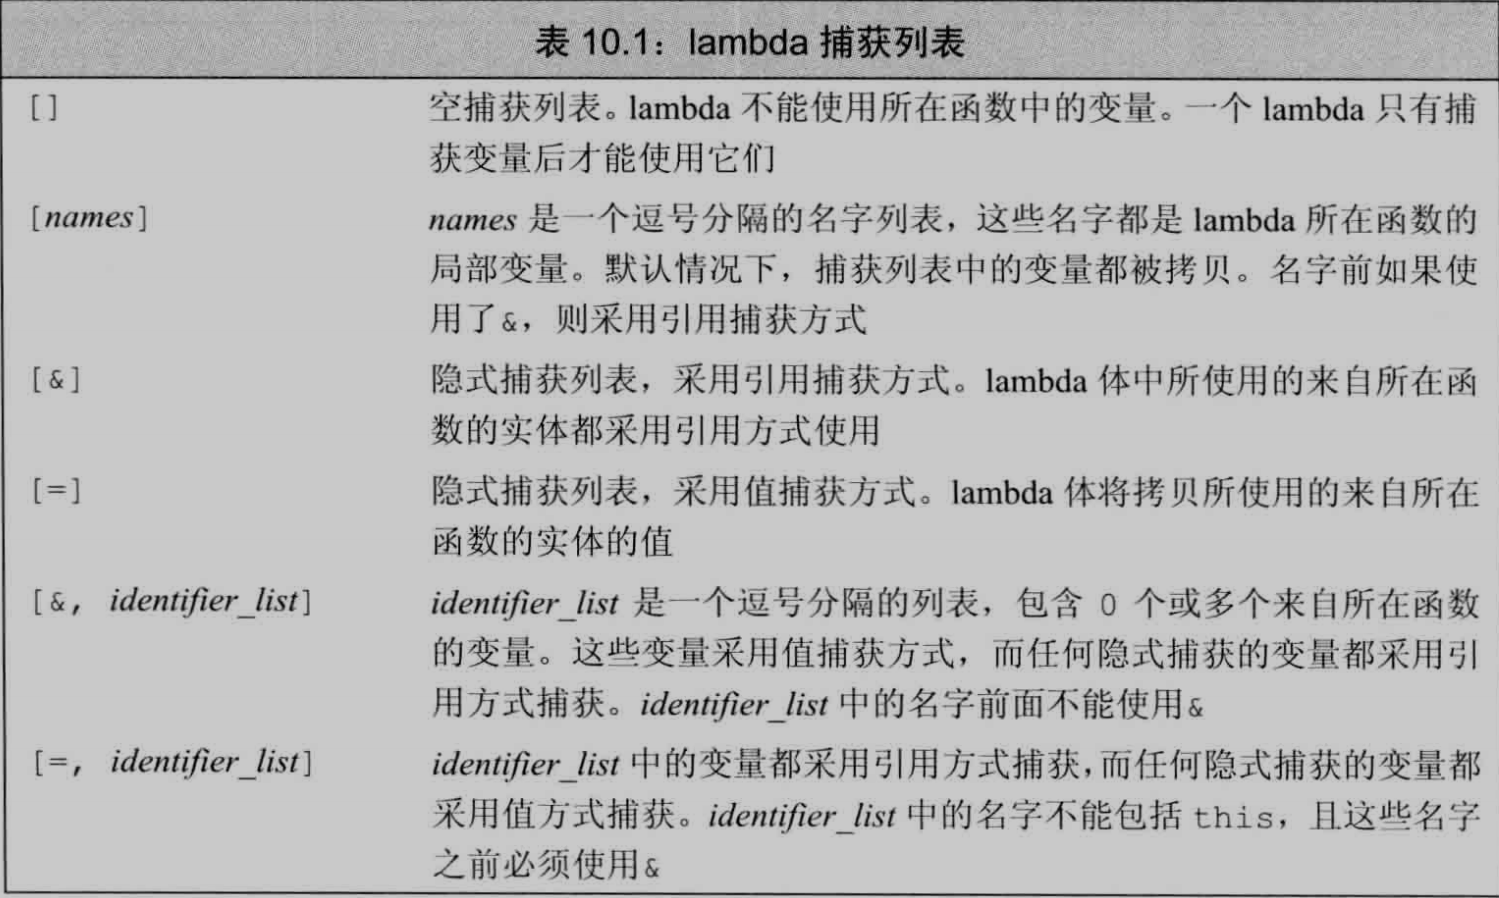 表 10.1：lambda 捕获列表
[] 空捕获列表。lambda 不能使用所在函数中的变量。一个 lambda 只有捕
获变量后才能使用它们
[names] names 是一个逗号分隔的名字列表，这些名字都是 lambda 所在函数的
局部变量。默认情况下，捕获列表中的变量都被拷贝。名字前如果使
用了&，则采用引用捕获方式
[&] 隐式捕获列表，采用引用捕获方式。lambda 体中所使用的来自所在函
数的实体都采用引用方式使用
[=] 隐式捕获列表，采用值捕获方式。lambda 体将拷贝所使用的来自所在
函数的实体的值
[&, identifier_list] identifier_list 是一个逗号分隔的列表，包含 0 个或多个来自所在函数
的变量。这些变量采用值捕获方式，而任何隐式捕获的变量都采用引
用方式捕获。identifier_list 中的名字前面不能使用&
[=, identifier_list] identifier_list 中的变量都采用引用方式捕获，而任何隐式捕获的变量都
采用值方式捕获。identifier_list 中的名字不能包括 this，且这些名字
之前必须使用&